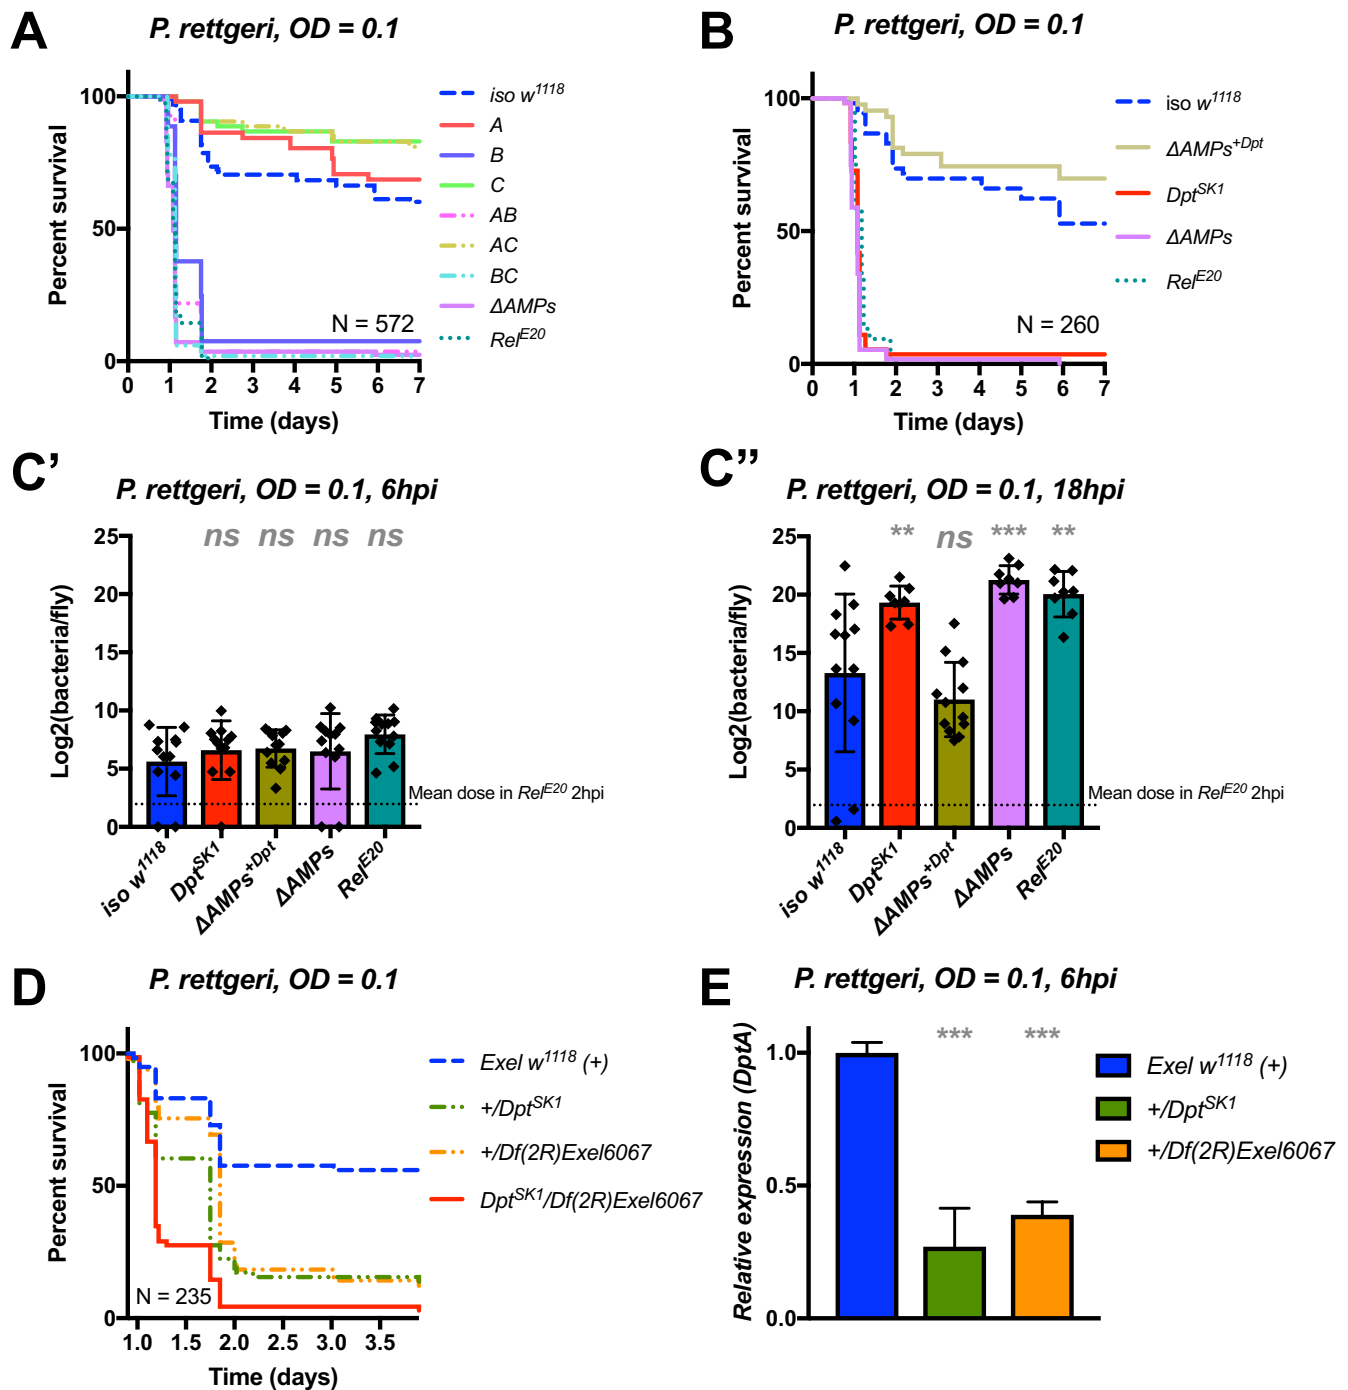 A
P. rettgeri, OD = 0.1
Percent survival
100
50
0
0 1 2 3 4 5 6 7
Time (days)
N = 572
iso w1118
A
B
C
AB
AC
BC
ΔAMPs
RelE20
B
P. rettgeri, OD = 0.1
Percent survival
100
50
0
0 1 2 3 4 5 6 7
Time (days)
N = 260
iso w1118
ΔAMPs+Dpt
DptSK1
ΔAMPs
RelE20
C'
P. rettgeri, OD = 0.1, 6hpi
Log2(bacteria/fly)
25
20
15
10
5
0
ns ns ns ns
Mean dose in RelE20 2hpi
iso w1118
DptSK1
ΔAMPs+Dpt
ΔAMPs
RelE20
C''
P. rettgeri, OD = 0.1, 18hpi
Log2(bacteria/fly)
25
20
15
10
5
0
** ns *** **
Mean dose in RelE20 2hpi
iso w1118
DptSK1
ΔAMPs+Dpt
ΔAMPs
RelE20
D
P. rettgeri, OD = 0.1
Percent survival
100
50
0
1.0 1.5 2.0 2.5 3.0 3.5
Time (days)
N = 235
Exel w1118 (+)
+/DptSK1
+/Df(2R)Exel6067
DptSK1/Df(2R)Exel6067
E
P. rettgeri, OD = 0.1, 6hpi
Relative expression (DptA)
1.0
0.5
0.0
*** ***
Exel w1118 (+)
+/DptSK1
+/Df(2R)Exel6067